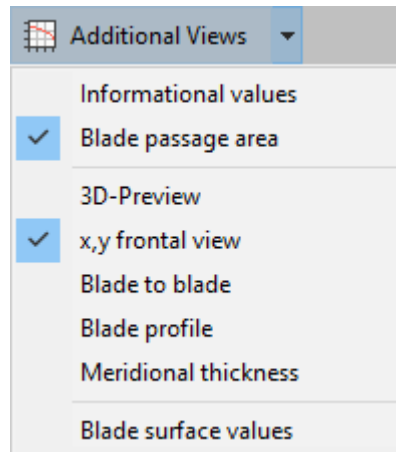 Additional Views
Informational values
Blade passage area
3D-Preview
x,y frontal view
Blade to blade
Blade profile
Meridional thickness
Blade surface values